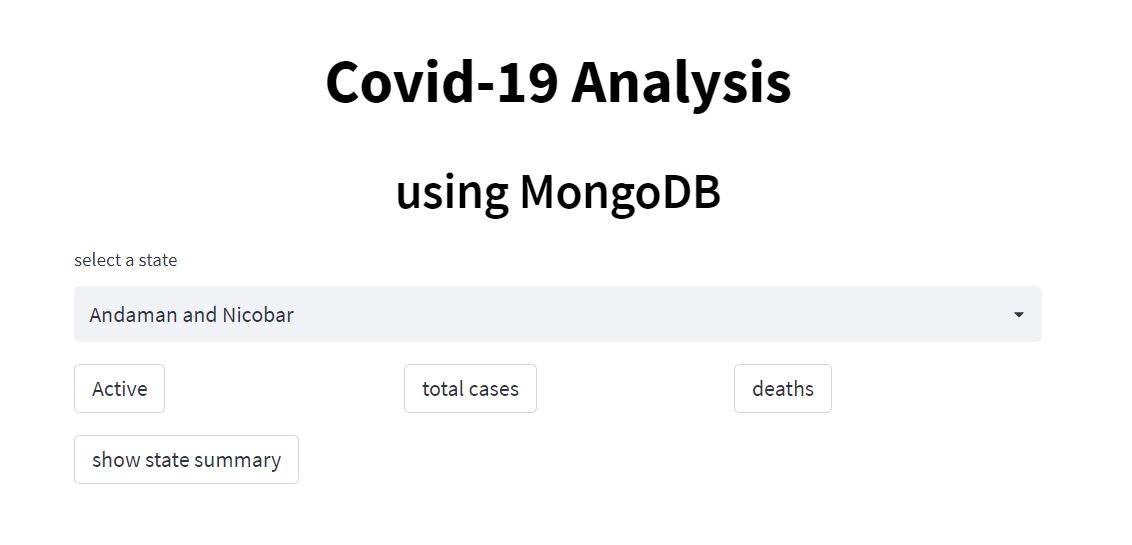 Covid-19 Analysis
using MongoDB
select a state
Andaman and Nicobar
Active total cases deaths
show state summary